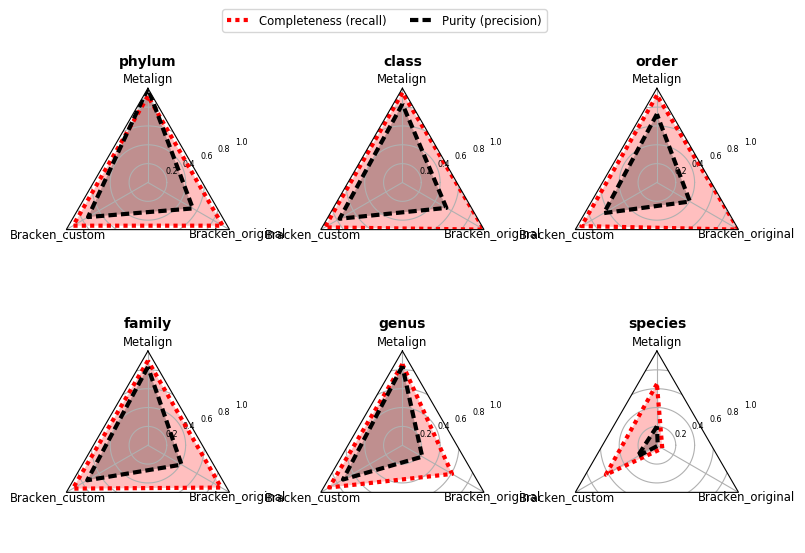 Completeness (recall) Purity (precision)
phylum class order
Metalign Metalign Metalign
1.0 1.0 1.0
0.8 0.8 0.8
0.6 0.6 0.6
0.4 0.4 0.4
0.2 0.2 0.2
Bracken_custom Bracken_original Bracken_custom Bracken_original Bracken_custom Bracken_original
family genus species
Metalign Metalign Metalign
1.0 1.0 1.0
0.8 0.8 0.8
0.6 0.6 0.6
0.4 0.4 0.4
0.2 0.2 0.2
Bracken_custom Bracken_original Bracken_custom Bracken_original Bracken_custom Bracken_original